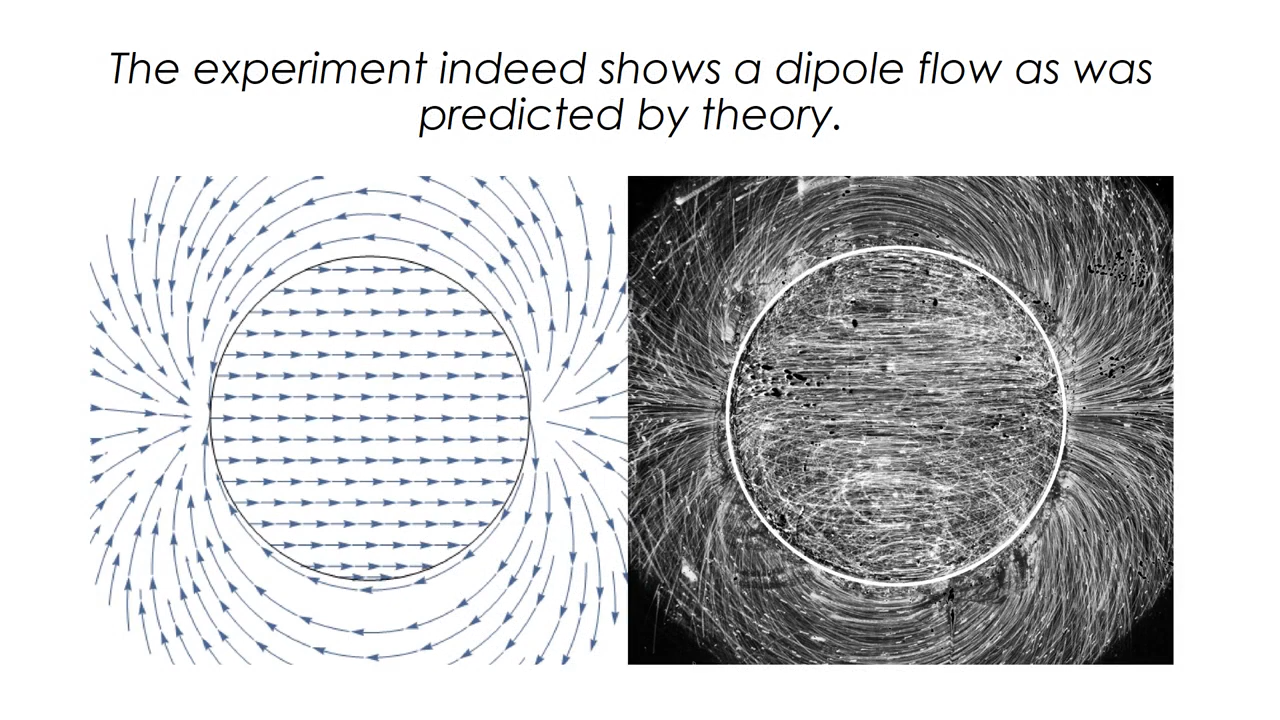 The experiment indeed shows a dipole flow as was
predicted by theory.